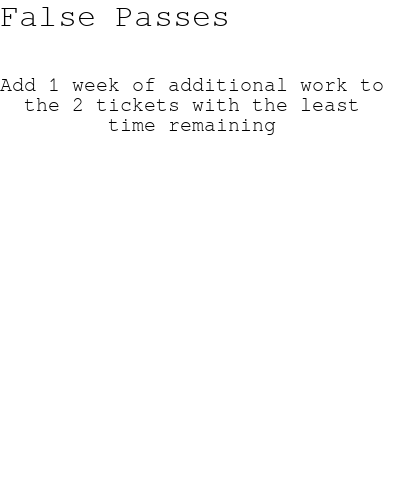 False Passes
Add 1 week of additional work to
the 2 tickets with the least
time remaining